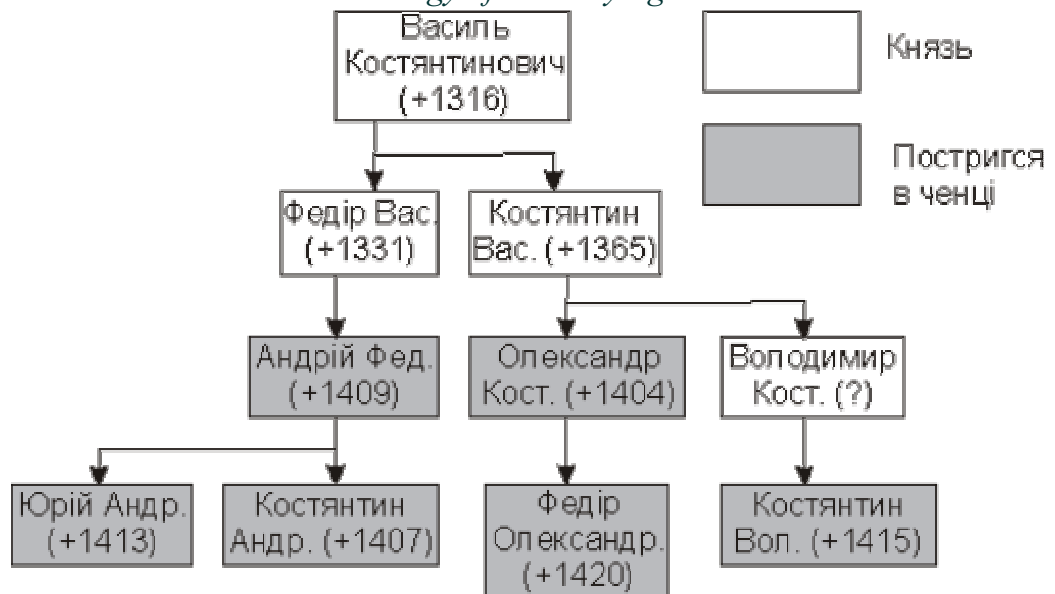 Василь
Костянтинович
(+1316)
Князь
Постригся
в ченці
Федір Вас.
(+1331)
Костянтин
Вас. (+1365)
Андрій Фед.
(+1409)
Олександр
Кост. (+1404)
Володимир
Кост. (?)
Юрій Андр.
(+1413)
Костянтин
Андр. (+1407)
Федір
Олександр.
(+1420)
Костянтин
Вол. (+1415)